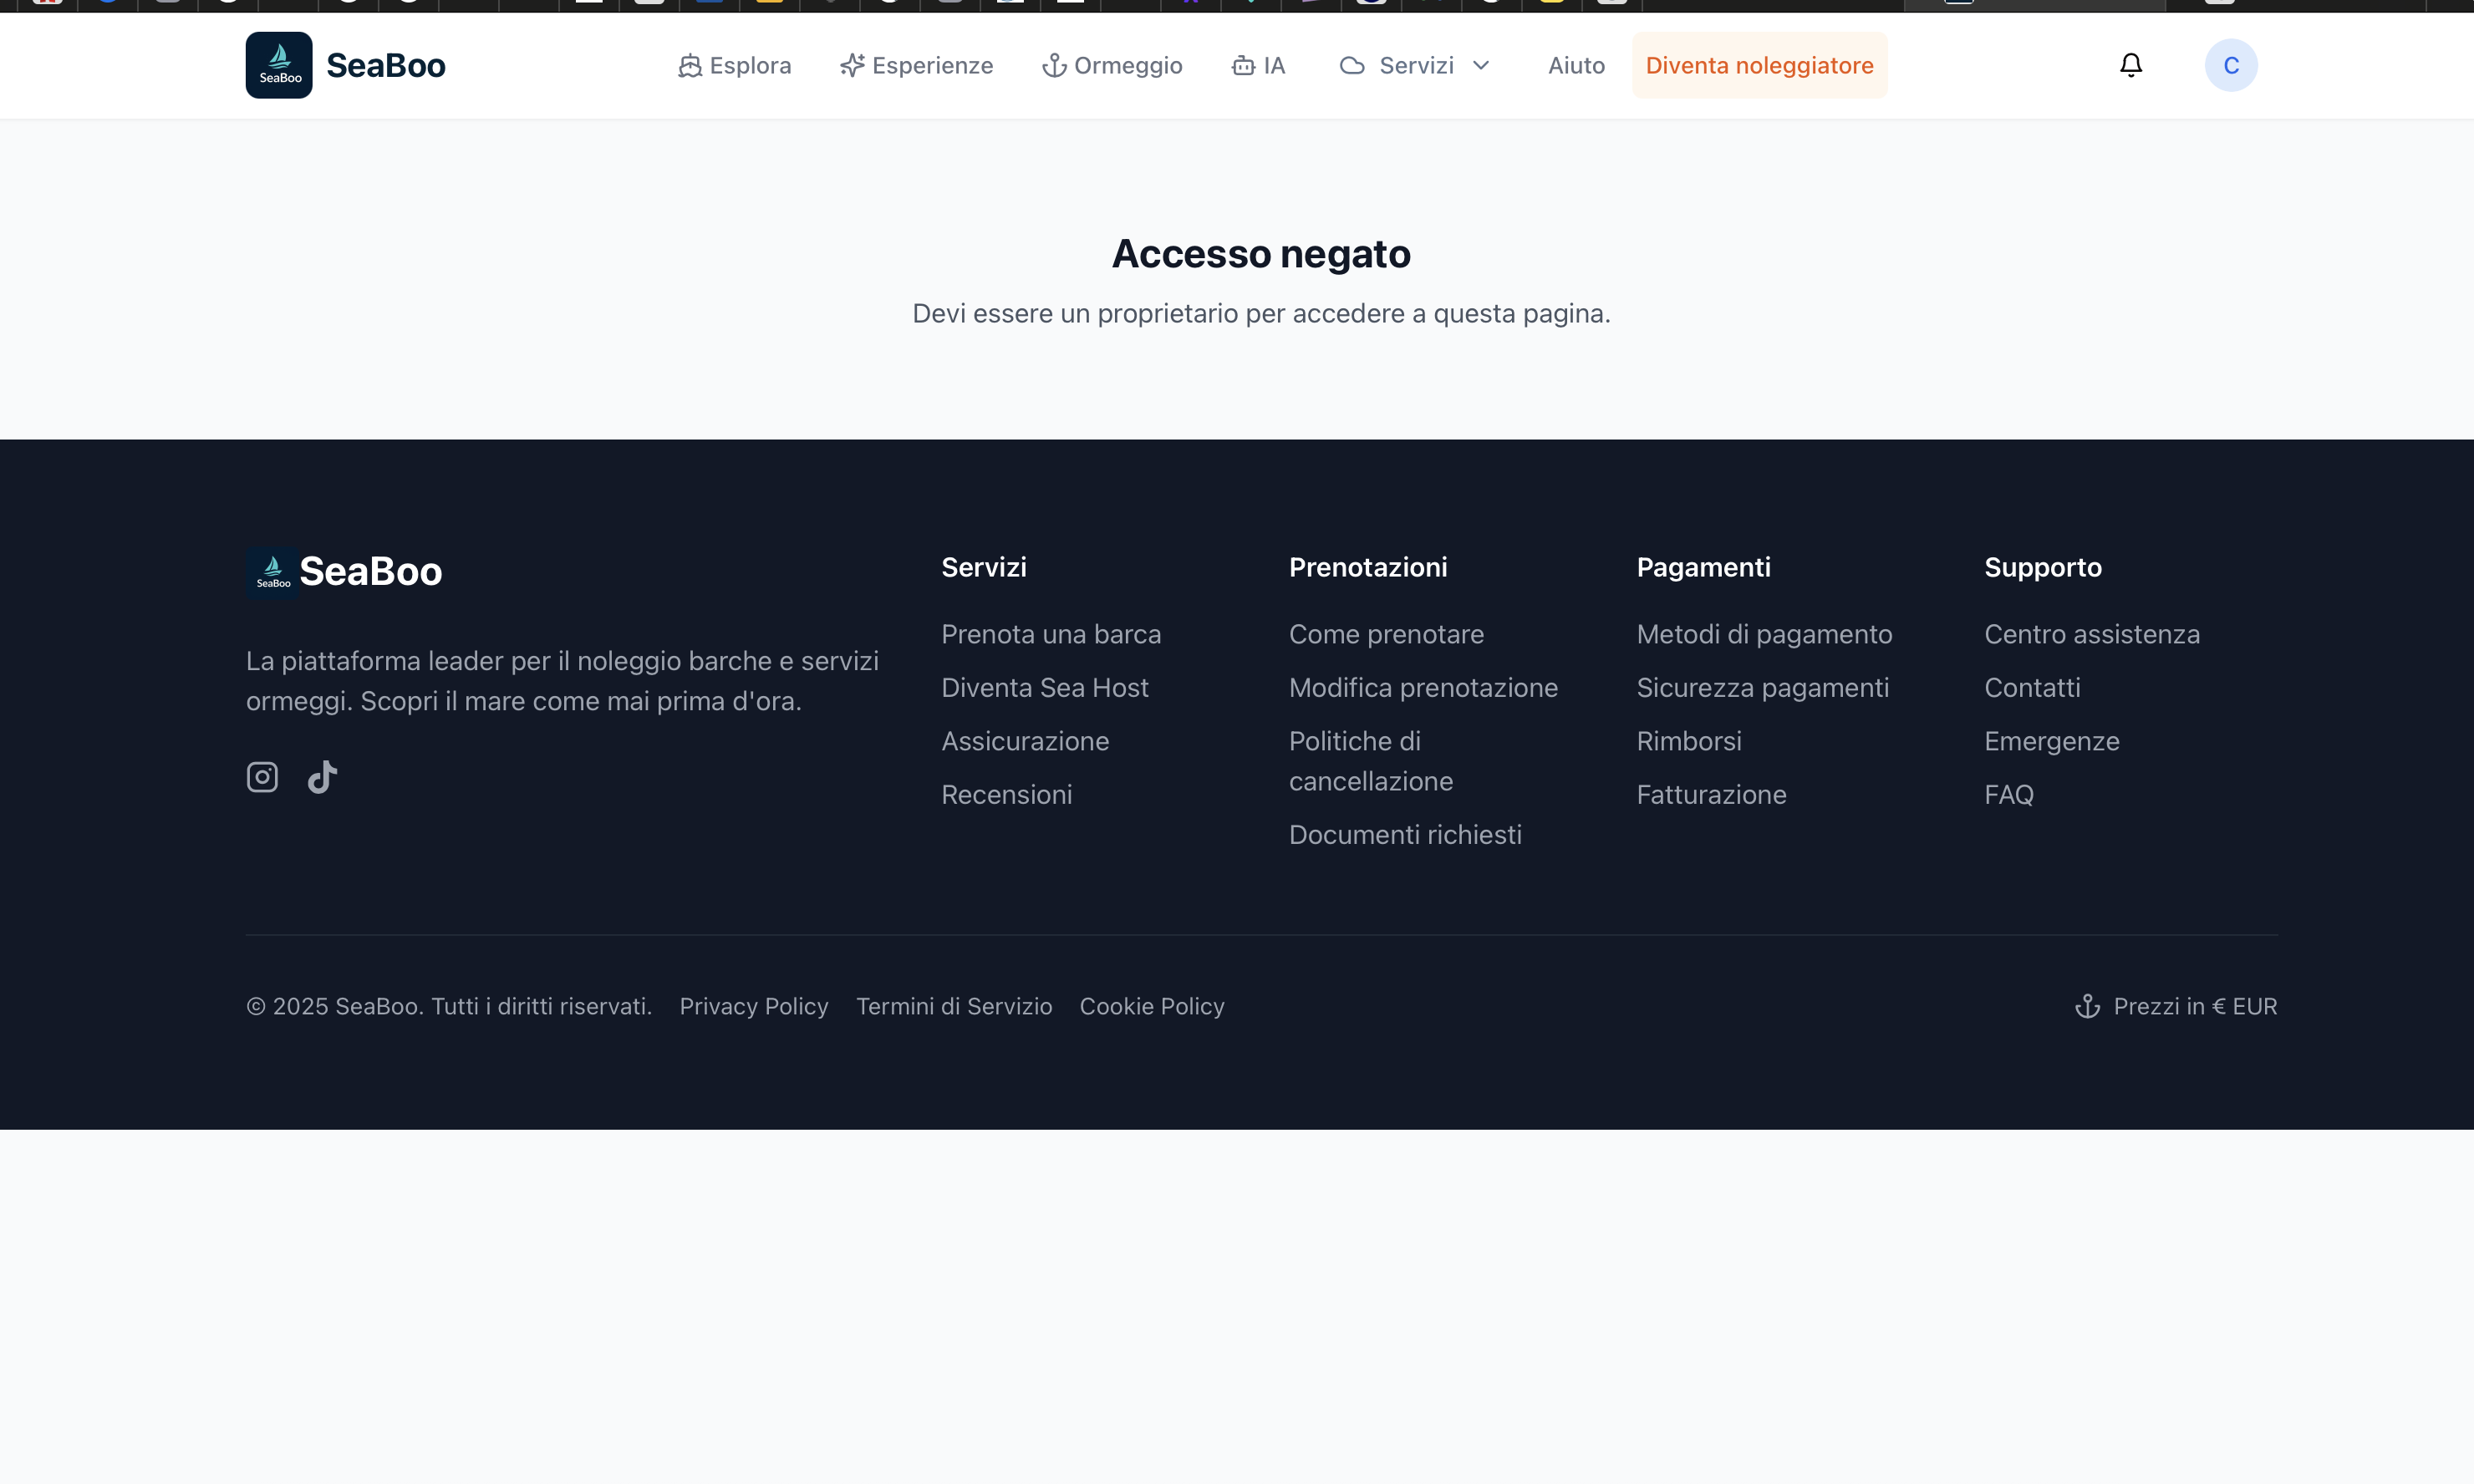 SeaBoo
SeaBoo
Esplora
Esperienze
Ormeggio
IA
Servizi
Aiuto
Diventa noleggiatore
C
Accesso negato
Devi essere un proprietario per accedere a questa pagina.
SeaBoo
SeaBoo
La piattaforma leader per il noleggio barche e servizi
ormeggi. Scopri il mare come mai prima d'ora.
Servizi
Prenota una barca
Diventa Sea Host
Assicurazione
Recensioni
Prenotazioni
Come prenotare
Modifica prenotazione
Politiche di
cancellazione
Documenti richiesti
Pagamenti
Metodi di pagamento
Sicurezza pagamenti
Rimborsi
Fatturazione
Supporto
Centro assistenza
Contatti
Emergenze
FAQ
© 2025 SeaBoo. Tutti i diritti riservati.
Privacy Policy
Termini di Servizio
Cookie Policy
Prezzi in € EUR